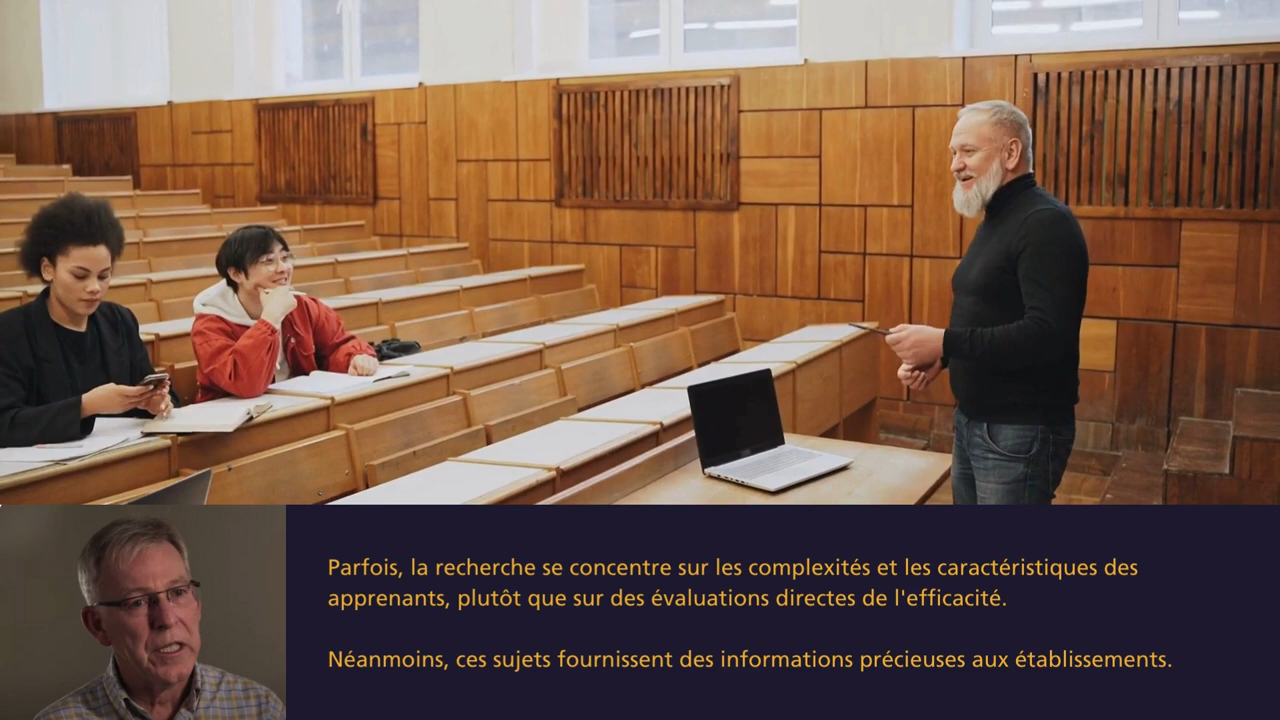 Parfois, la recherche se concentre sur les complexités et les caractéristiques des
apprenants, plutôt que sur des évaluations directes de l'efficacité.
Néanmoins, ces sujets fournissent des informations précieuses aux établissements.